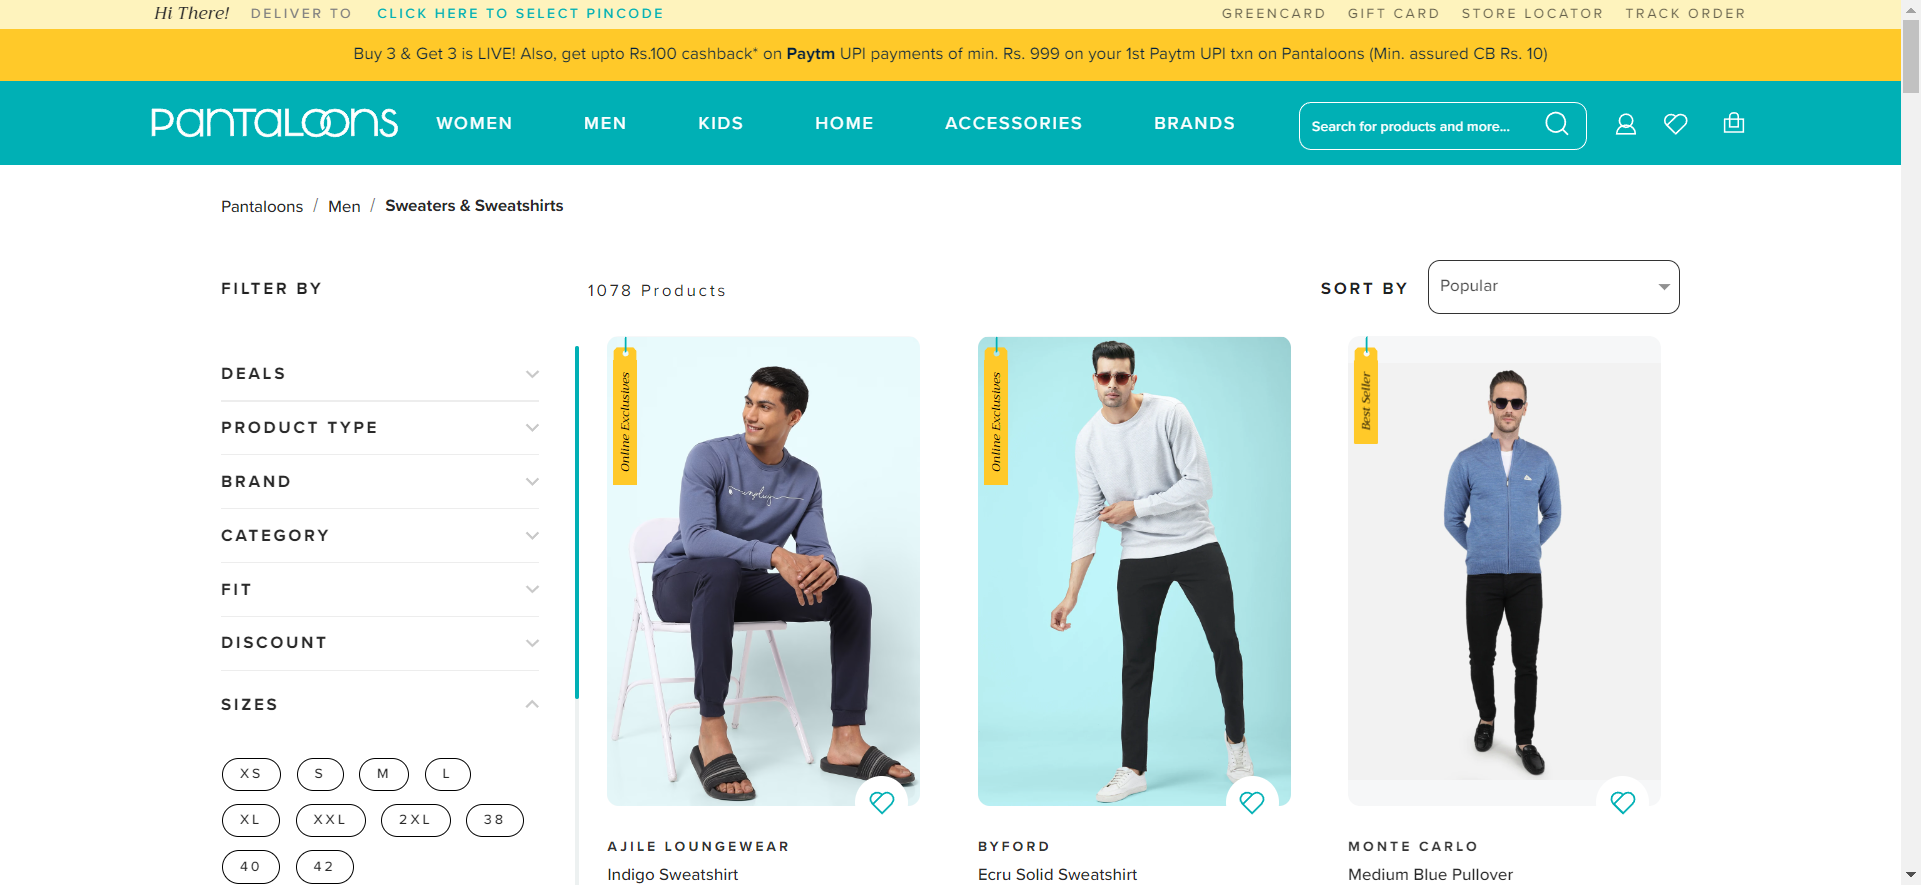 Hi There! DELIVER TO CLICK HERE TO SELECT PINCODE GREENCARD GIFT CARD STORE LOCATOR TRACK ORDER
Buy 3 & Get 3 is LIVE! Also, get upto Rs.100 cashback* on Paytm UPI payments of min. Rs. 999 on your 1st Paytm UPI txn on Pantaloons (Min. assured CB Rs. 10)
PANTALOONS WOMEN MEN KIDS HOME ACCESSORIES BRANDS Search for products and more...
Pantaloons / Men / Sweaters & Sweatshirts
FILTER BY
1078 Products
SORT BY Popular
DEALS
PRODUCT TYPE
BRAND
CATEGORY
FIT
DISCOUNT
SIZES
XS S M L
XL XXL 2XL 38
40 42
Online Exclusives
unplug
AJILE LOUNGEWEAR
Indigo Sweatshirt
Online Exclusives
BYFORD
Ecru Solid Sweatshirt
Best Seller
MONTE CARLO
Medium Blue Pullover